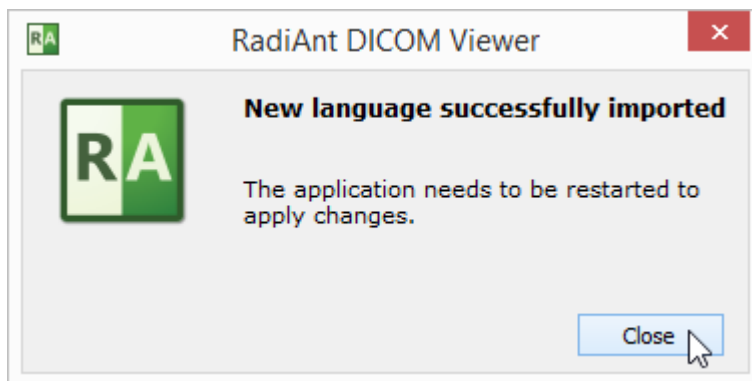 RA RadiAnt DICOM Viewer
New language successfully imported
RA
The application needs to be restarted to
apply changes.
Close